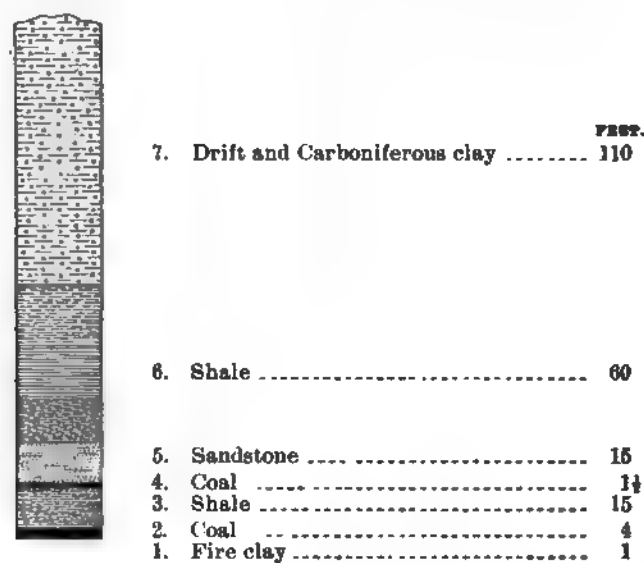 FEET.
7. Drift and Carboniferous clay ........ 110
6. Shale ................................ 60
5. Sandstone ............................ 15
4. Coal ................................. 1½
3. Shale ................................ 15
2. Coal ................................. 4
1. Fire clay ............................ 1